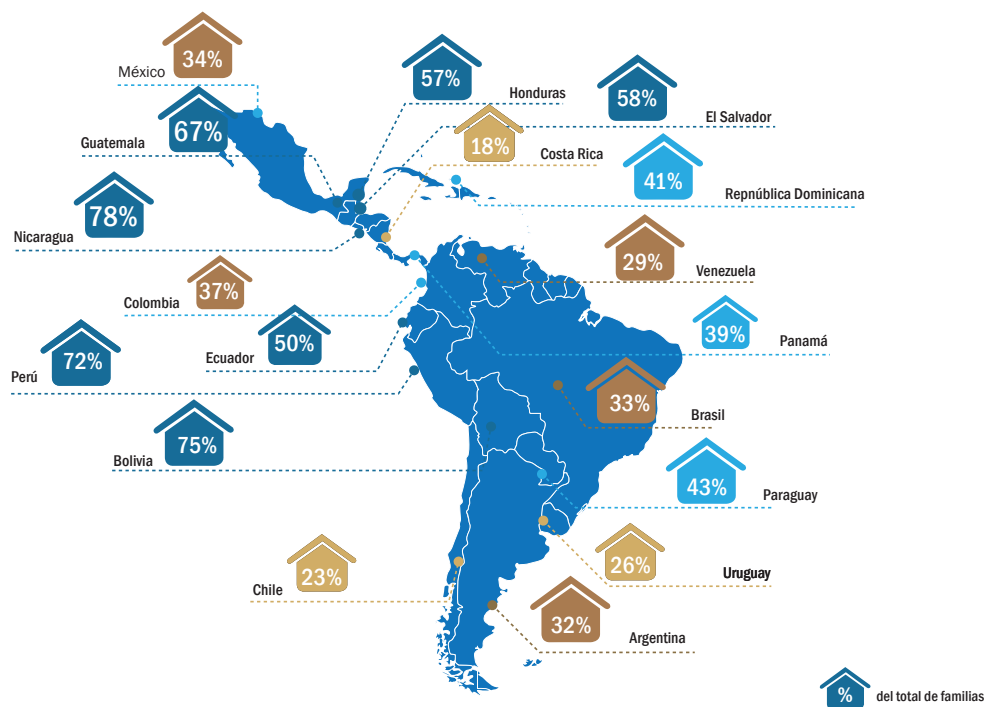 34%
México
57%
Honduras
58%
El Salvador
67%
Guatemala
18%
Costa Rica
41%
Repnública Dominicana
78%
Nicaragua
29%
Venezuela
37%
Colombia
39%
Panamá
50%
Ecuador
72%
Perú
33%
Brasil
75%
Bolivia
43%
Paraguay
26%
Uruguay
23%
Chile
32%
Argentina
% del total de familias